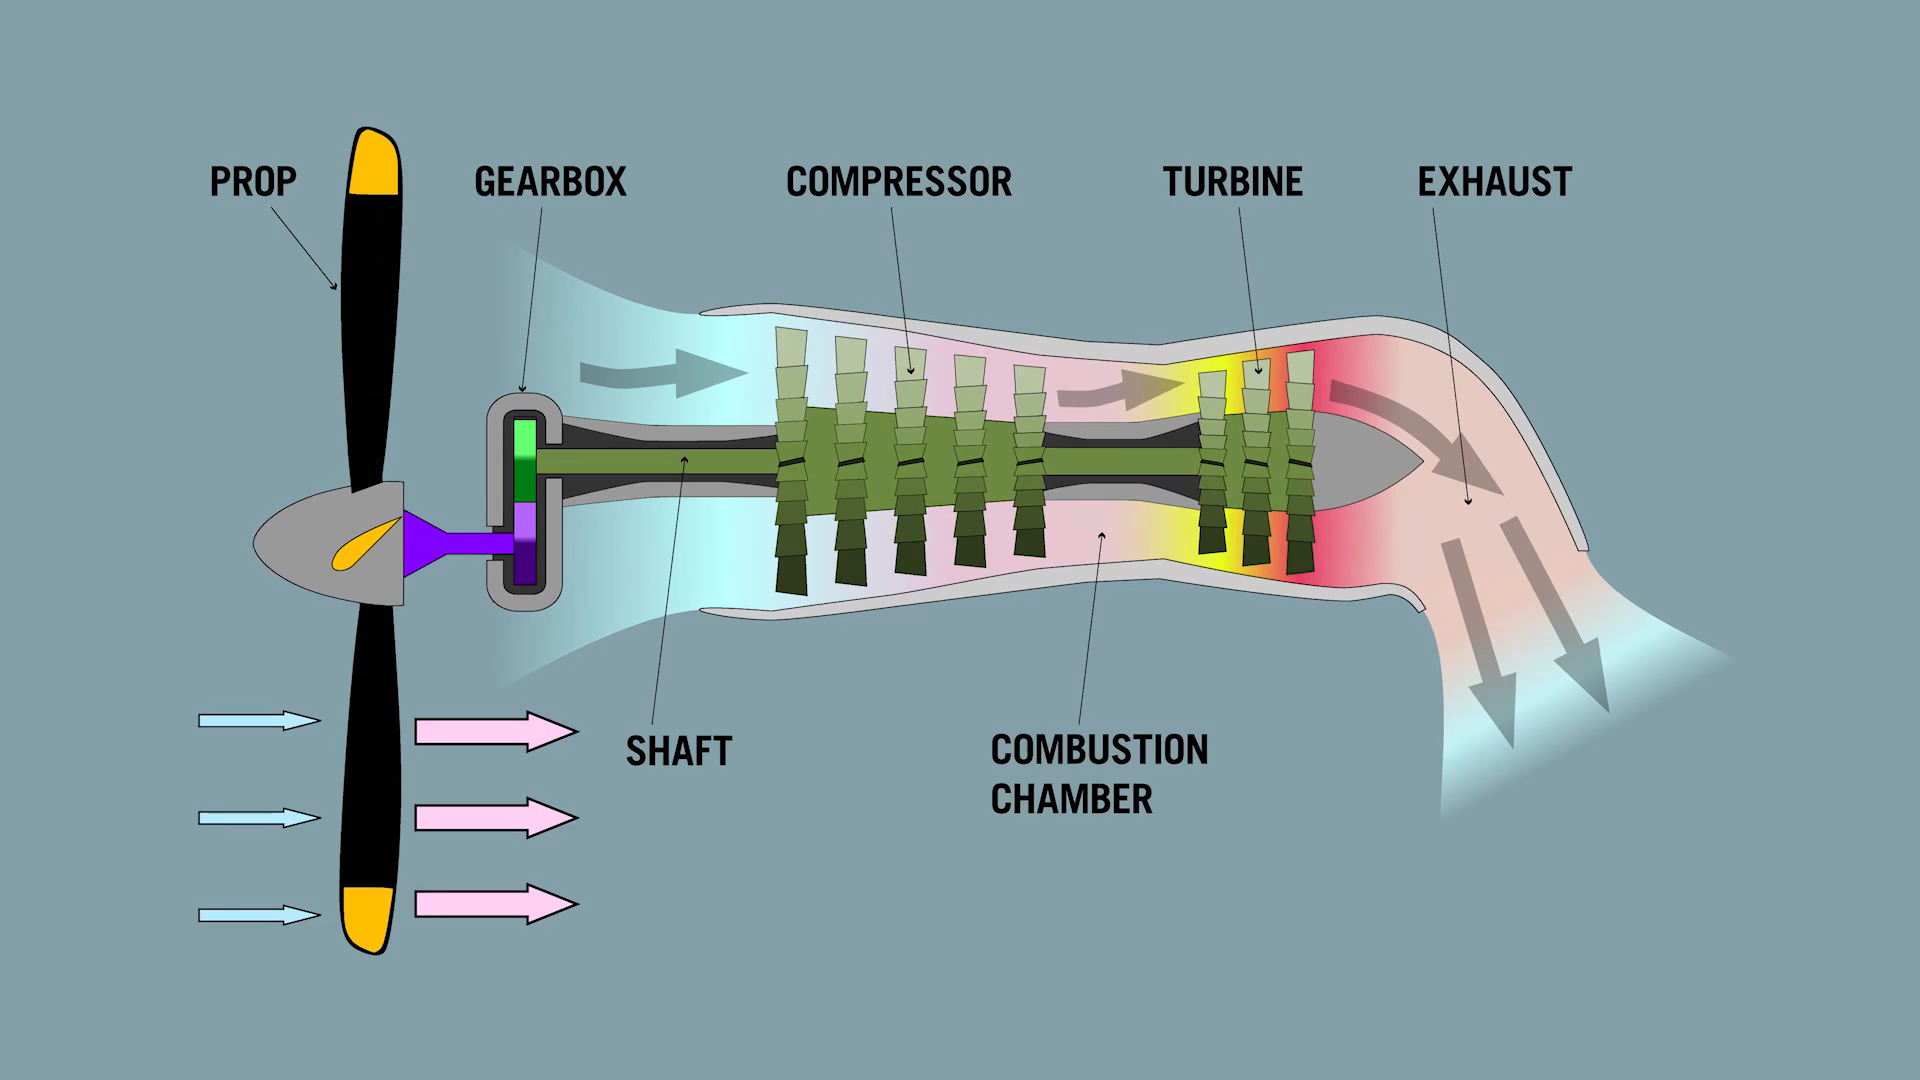 PROP
GEARBOX
COMPRESSOR
TURBINE
EXHAUST
SHAFT
COMBUSTION
CHAMBER